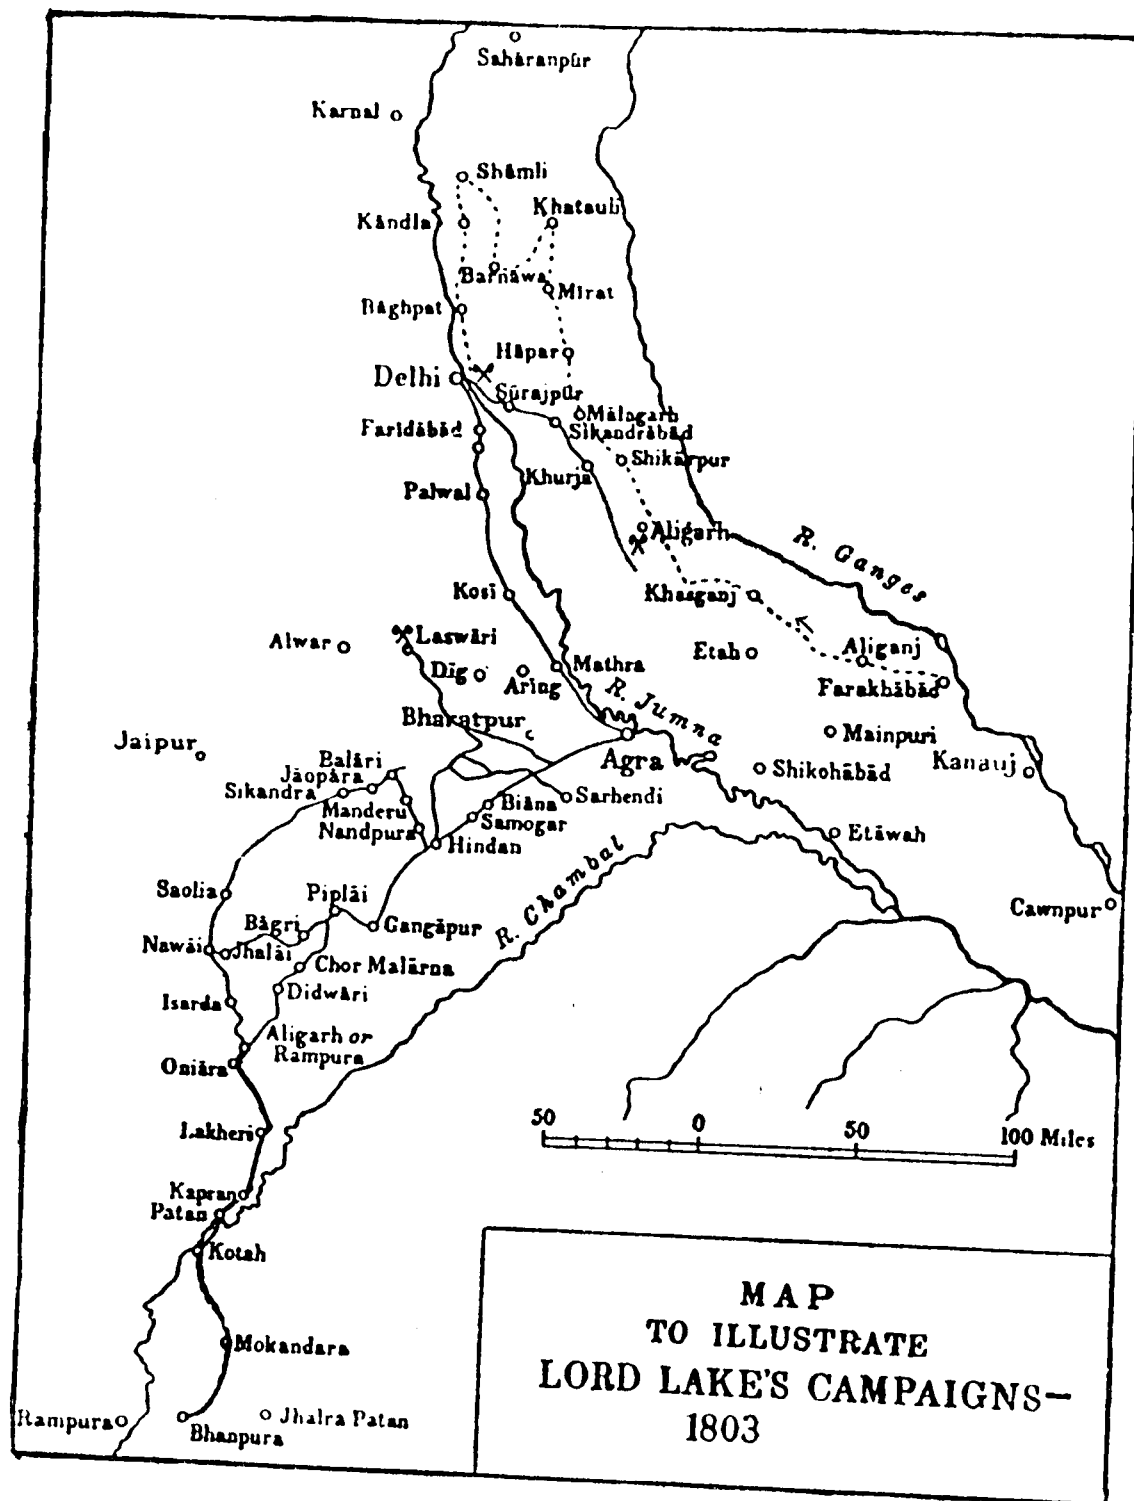 Sahāranpūr
Karnal
Shāmli
Khatauli
Kāndla
Barnāwa
Mīrat
Bāghpat
Hāpar
Delhi
Sūrajpūr
Mālagarh
Sikandrābād
Farīdābād
Shikārpur
Khurja
Palwal
Aligarh
R. Ganges
Kosī
Khasganj
Laswāri
Alwar
Etah
Aliganj
Mathra
Dīg
Arīng
Farakhābād
R. Jumna
Bharatpur
Mainpuri
Jaipur
Agra
Kanauj
Balāri
Shikohābād
Jāopāra
Sikandra
Sarhendi
Manderu
Biāna
Nandpura
Samogar
Etāwah
Hindan
R. Chambal
Saolia
Piplāi
Cawnpur
Bāgri
Gangāpur
Nawāi
Jhalāi
Chor Malārna
Isarda
Didwāri
Aligarh or
Rampura
Oniāra
50 0 50 100 Miles
Lakheri
Kapran
Patan
Kotah
MAP
TO ILLUSTRATE
LORD LAKE'S CAMPAIGNS—
1803
Mokandara
Rampura
Jhalra Patan
Bhanpura